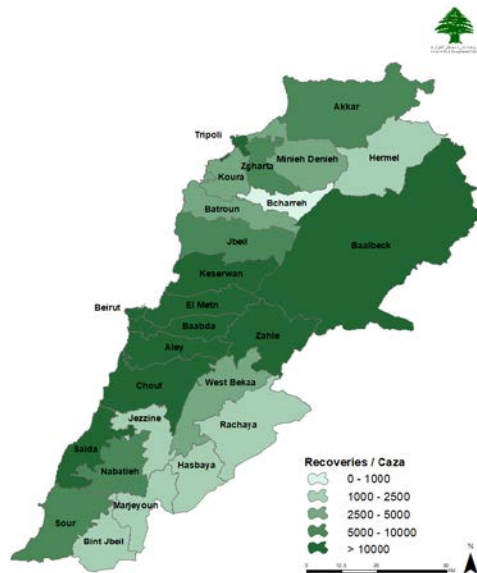 Akkar
Tripoli
Minieh Denieh
Zgharta
Hermel
Koura
Bcharreh
Batroun
Baalbeck
Jbeil
Keserwan
El Metn
Beirut
Baabda
Zahle
Aley
West Bekaa
Chouf
Jezzine
Rachaya
Saida
Nabatieh
Hasbaya
Marjeyoun
Sour
Bint Jbeil
Recoveries / Caza
0 - 1000
1000 - 2500
2500 - 5000
5000 - 10000
> 10000
N